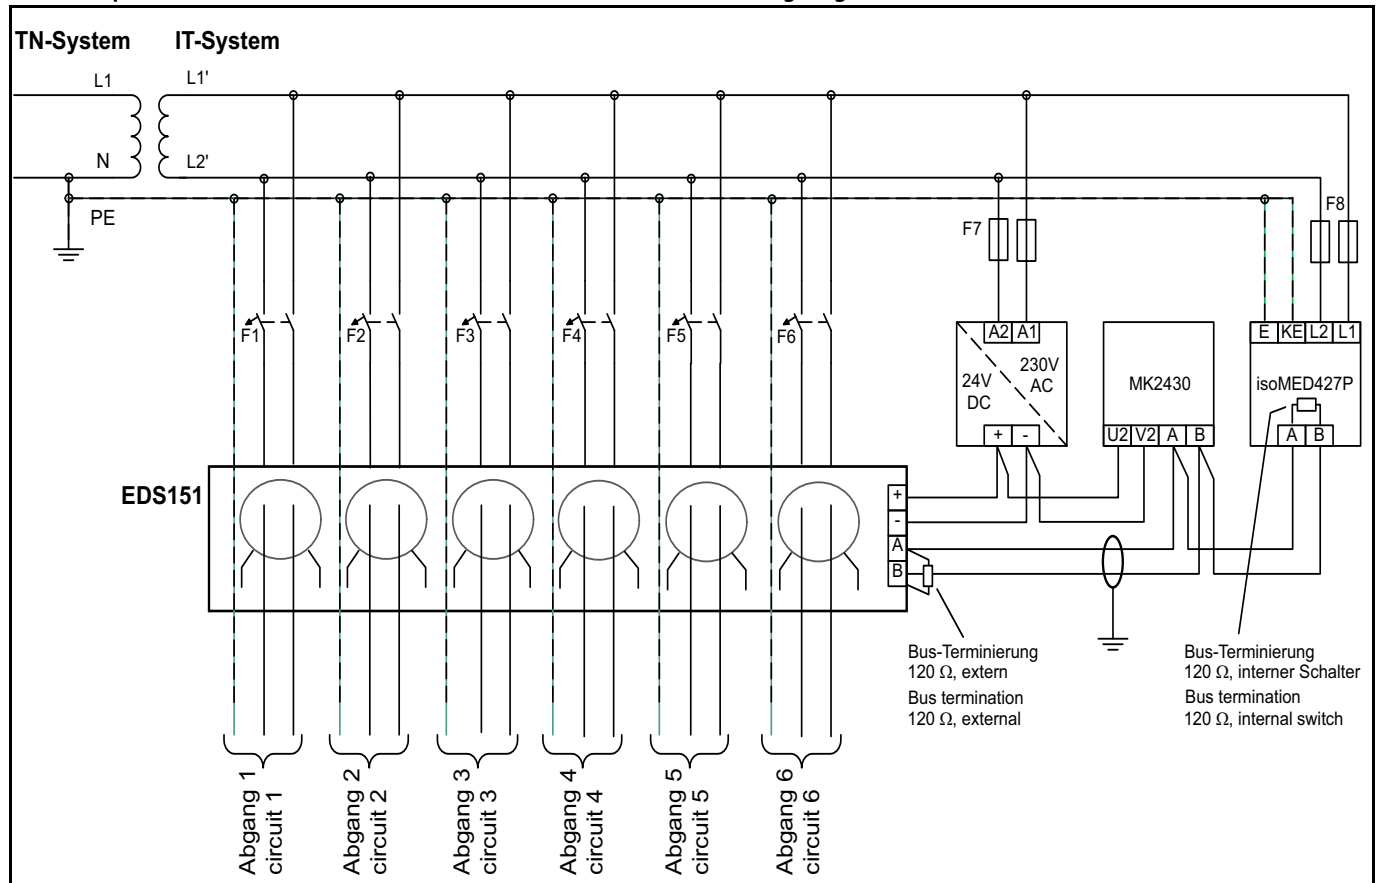 TN-System
IT-System
L1
L1'
N
L2'
PE
F7
F8
F1
F2
F3
F4
F5
F6
A2 A1
24V
DC
230V
AC
+ -
MK2430
U2 V2 A B
E KE L2 L1
isoMED427P
A B
EDS151
+
-
A
B
Bus-Terminierung
120 Ω, extern
Bus termination
120 Ω, external
Bus-Terminierung
120 Ω, interner Schalter
Bus termination
120 Ω, internal switch
Abgang 1
circuit 1
Abgang 2
circuit 2
Abgang 3
circuit 3
Abgang 4
circuit 4
Abgang 5
circuit 5
Abgang 6
circuit 6